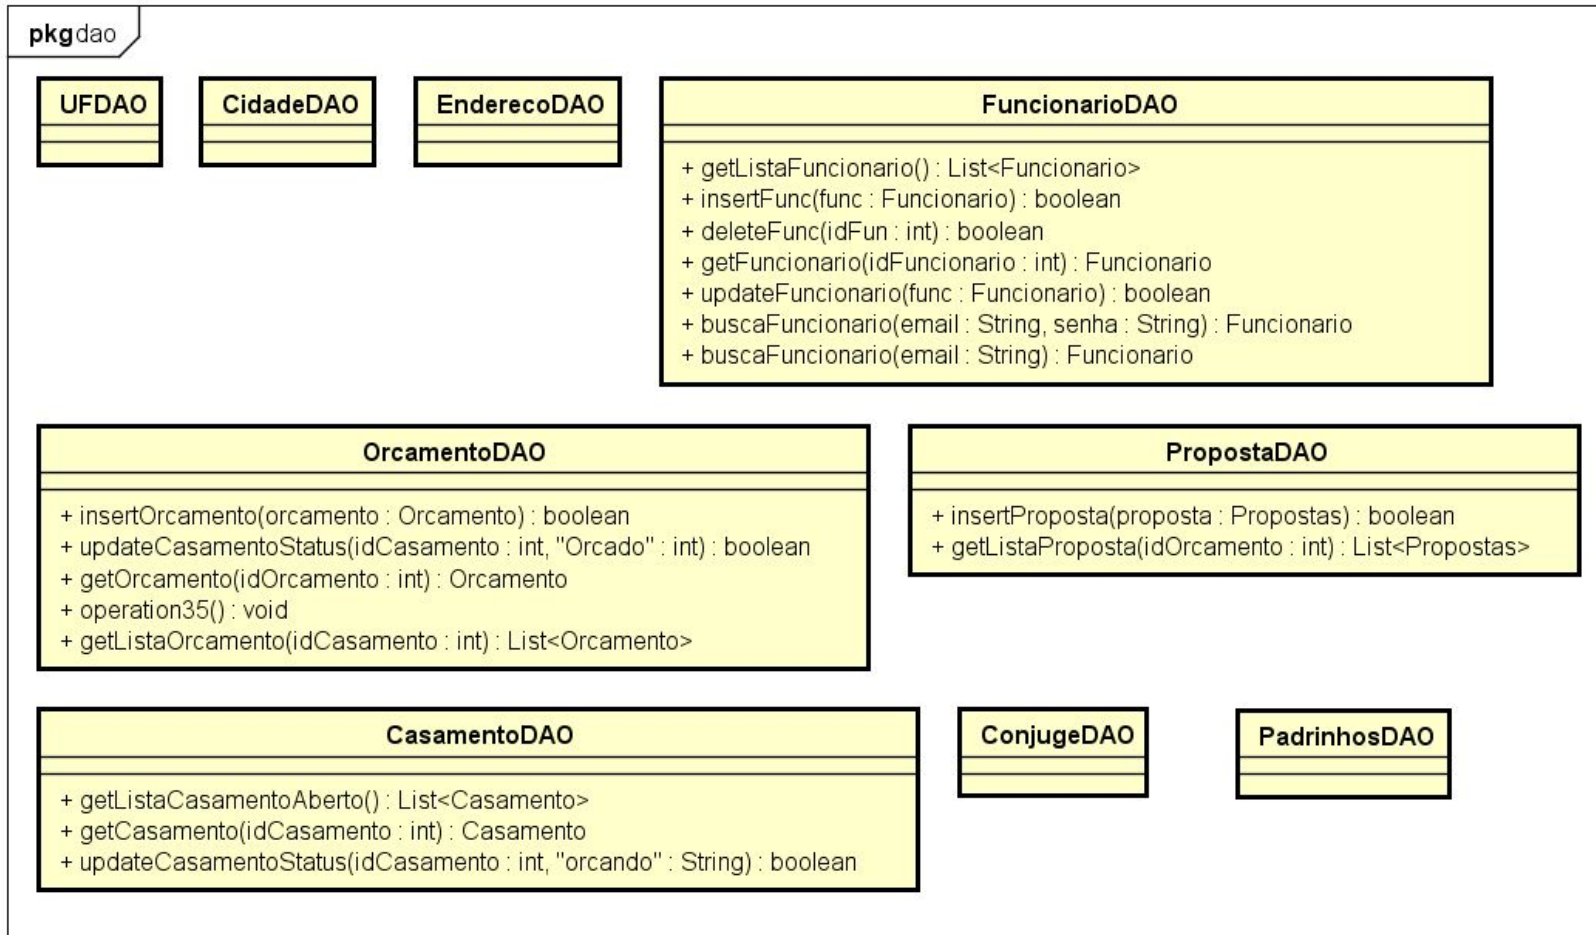 pkg dao
UFDAO
CidadeDAO
EnderecoDAO
FuncionarioDAO
+ getListaFuncionario() : List<Funcionario>
+ insertFunc(func : Funcionario) : boolean
+ deleteFunc(idFun : int) : boolean
+ getFuncionario(idFuncionario : int) : Funcionario
+ updateFuncionario(func : Funcionario) : boolean
+ buscaFuncionario(email : String, senha : String) : Funcionario
+ buscaFuncionario(email : String) : Funcionario
OrcamentoDAO
+ insertOrcamento(orcamento : Orcamento) : boolean
+ updateCasamentoStatus(idCasamento : int, "Orcado" : int) : boolean
+ getOrcamento(idOrcamento : int) : Orcamento
+ operation35() : void
+ getListaOrcamento(idCasamento : int) : List<Orcamento>
PropostaDAO
+ insertProposta(proposta : Propostas) : boolean
+ getListaProposta(idOrcamento : int) : List<Propostas>
CasamentoDAO
+ getListaCasamentoAberto() : List<Casamento>
+ getCasamento(idCasamento : int) : Casamento
+ updateCasamentoStatus(idCasamento : int, "orcando" : String) : boolean
ConjugeDAO
PadrinhosDAO